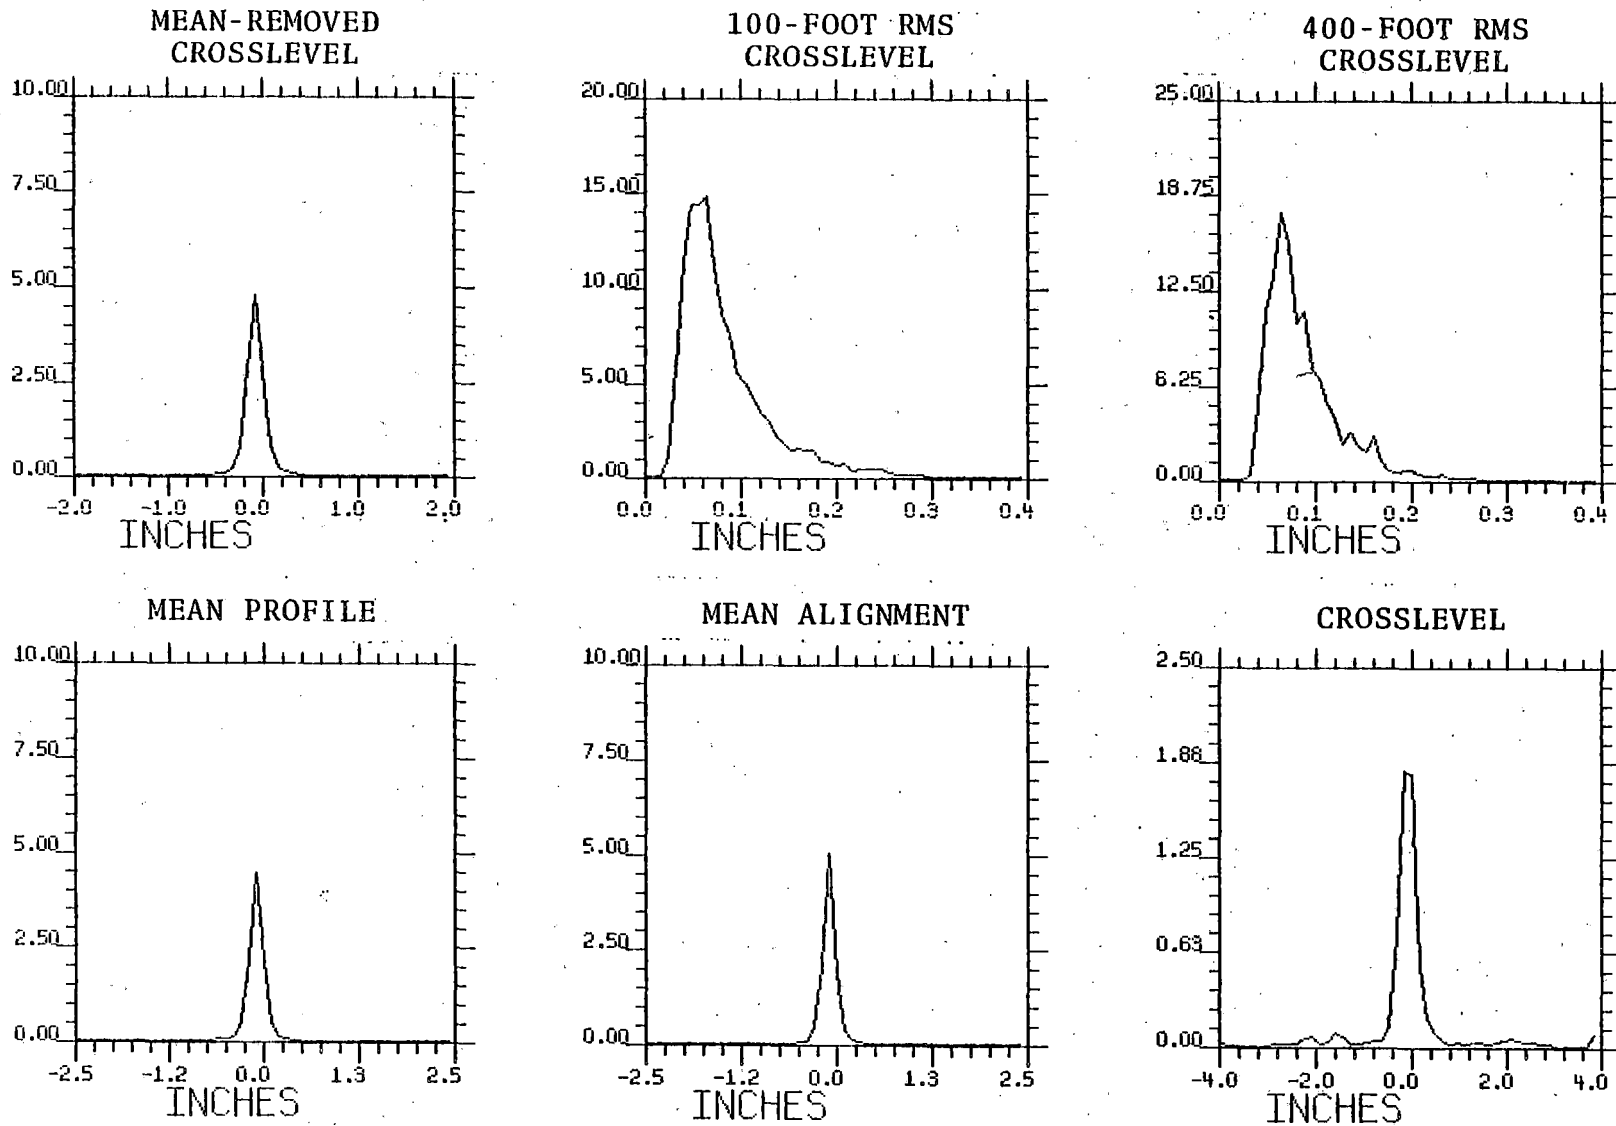 MEAN-REMOVED
CROSSLEVEL
10.00
7.50
5.00
2.50
0.00
-2.0 -1.0 0.0 1.0 2.0
INCHES
100-FOOT RMS
CROSSLEVEL
20.00
15.00
10.00
5.00
0.00
0.0 0.1 0.2 0.3 0.4
INCHES
400-FOOT RMS
CROSSLEVEL
25.00
18.75
12.50
6.25
0.00
0.0 0.1 0.2 0.3 0.4
INCHES
MEAN PROFILE
10.00
7.50
5.00
2.50
0.00
-2.5 -1.2 0.0 1.3 2.5
INCHES
MEAN ALIGNMENT
10.00
7.50
5.00
2.50
0.00
-2.5 -1.2 0.0 1.3 2.5
INCHES
CROSSLEVEL
2.50
1.88
1.25
0.63
0.00
-4.0 -2.0 0.0 2.0 4.0
INCHES